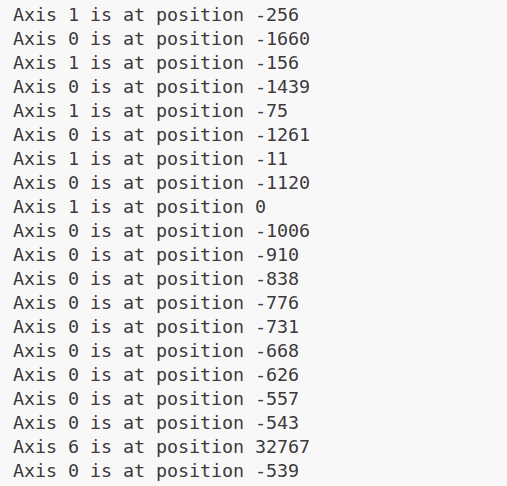 Axis 1 is at position -256
Axis 0 is at position -1660
Axis 1 is at position -156
Axis 0 is at position -1439
Axis 1 is at position -75
Axis 0 is at position -1261
Axis 1 is at position -11
Axis 0 is at position -1120
Axis 1 is at position 0
Axis 0 is at position -1006
Axis 0 is at position -910
Axis 0 is at position -838
Axis 0 is at position -776
Axis 0 is at position -731
Axis 0 is at position -668
Axis 0 is at position -626
Axis 0 is at position -557
Axis 0 is at position -543
Axis 6 is at position 32767
Axis 0 is at position -539